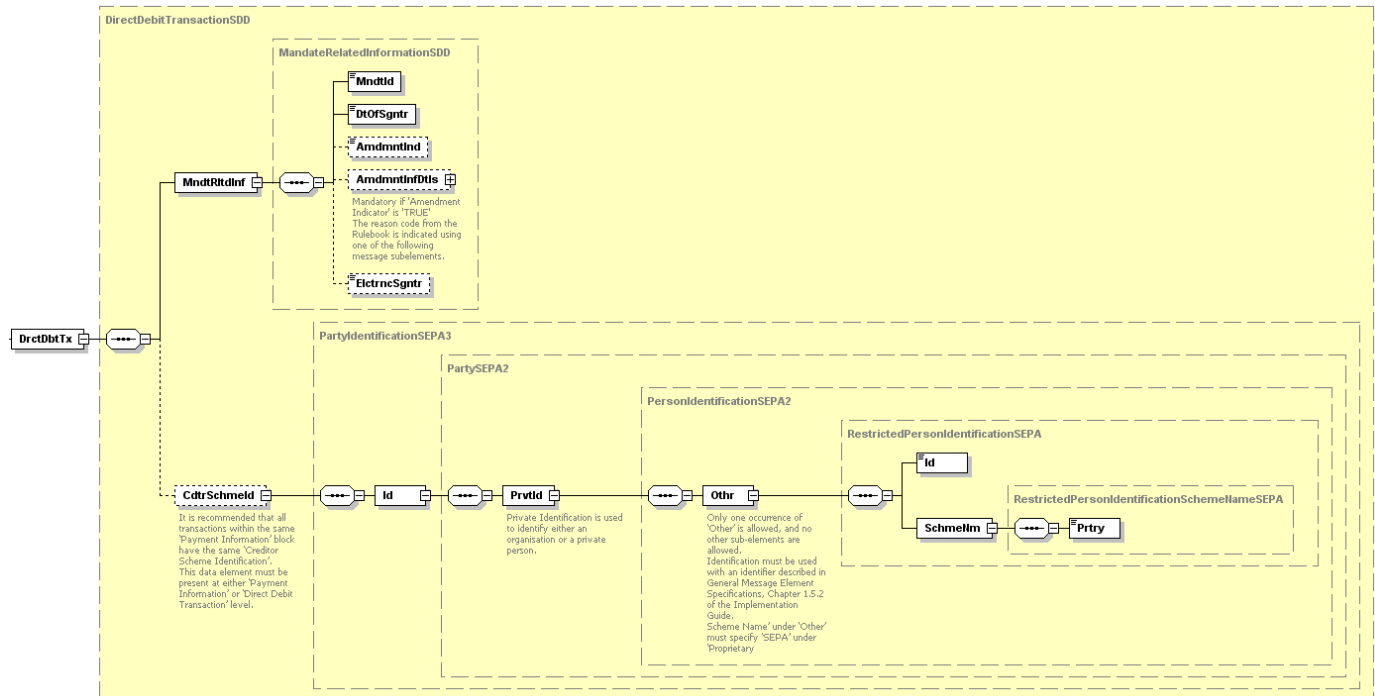 DirectDebitTransactionSDD
MandateRelatedInformationSDD
MndtId
DtOfSgntr
AmdmntInd
AmdmntInfDtls
Mandatory if 'Amendment
Indicator' is 'TRUE'
The reason code from the
Rulebook is indicated using
one of the following
message subelements.
ElctrncSgntr
MndtRltdInf
DrctDbtTx
PartyIdentificationSEPA3
PartySEPA2
PersonIdentificationSEPA2
RestrictedPersonIdentificationSEPA
Id
RestrictedPersonIdentificationSchemeNameSEPA
CdtrSchmeId
It is recommended that all
transactions within the same
'Payment Information' block
have the same 'Creditor
Scheme Identification'.
This data element must be
present at either 'Payment
Information' or 'Direct Debit
Transaction' level.
Id
PrvtId
Private Identification is used
to identify either an
organisation or a private
person.
Othr
Only one occurrence of
'Other' is allowed, and no
other sub-elements are
allowed.
Identification must be used
with an identifier described in
General Message Element
Specifications, Chapter 1.5.2
of the Implementation
Guide.
Scheme Name' under 'Other'
must specify 'SEPA' under
'Proprietary
SchmeNm
Prtry